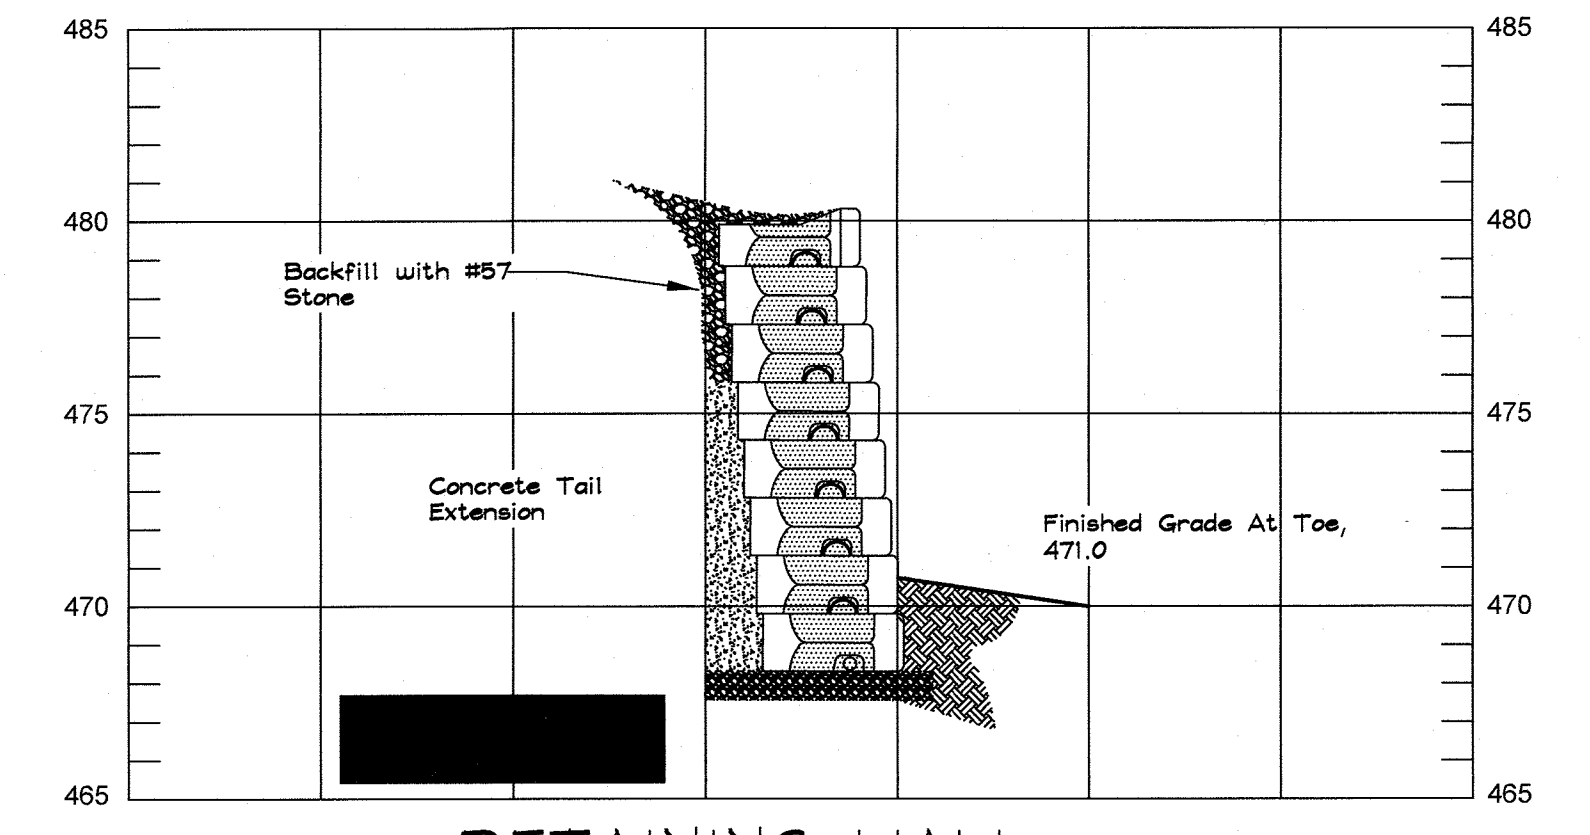 485 485
480 480
Backfill with #57
Stone
475 475
Concrete Tail
Extension
Finished Grade At Toe,
471.0
470 470
465 465